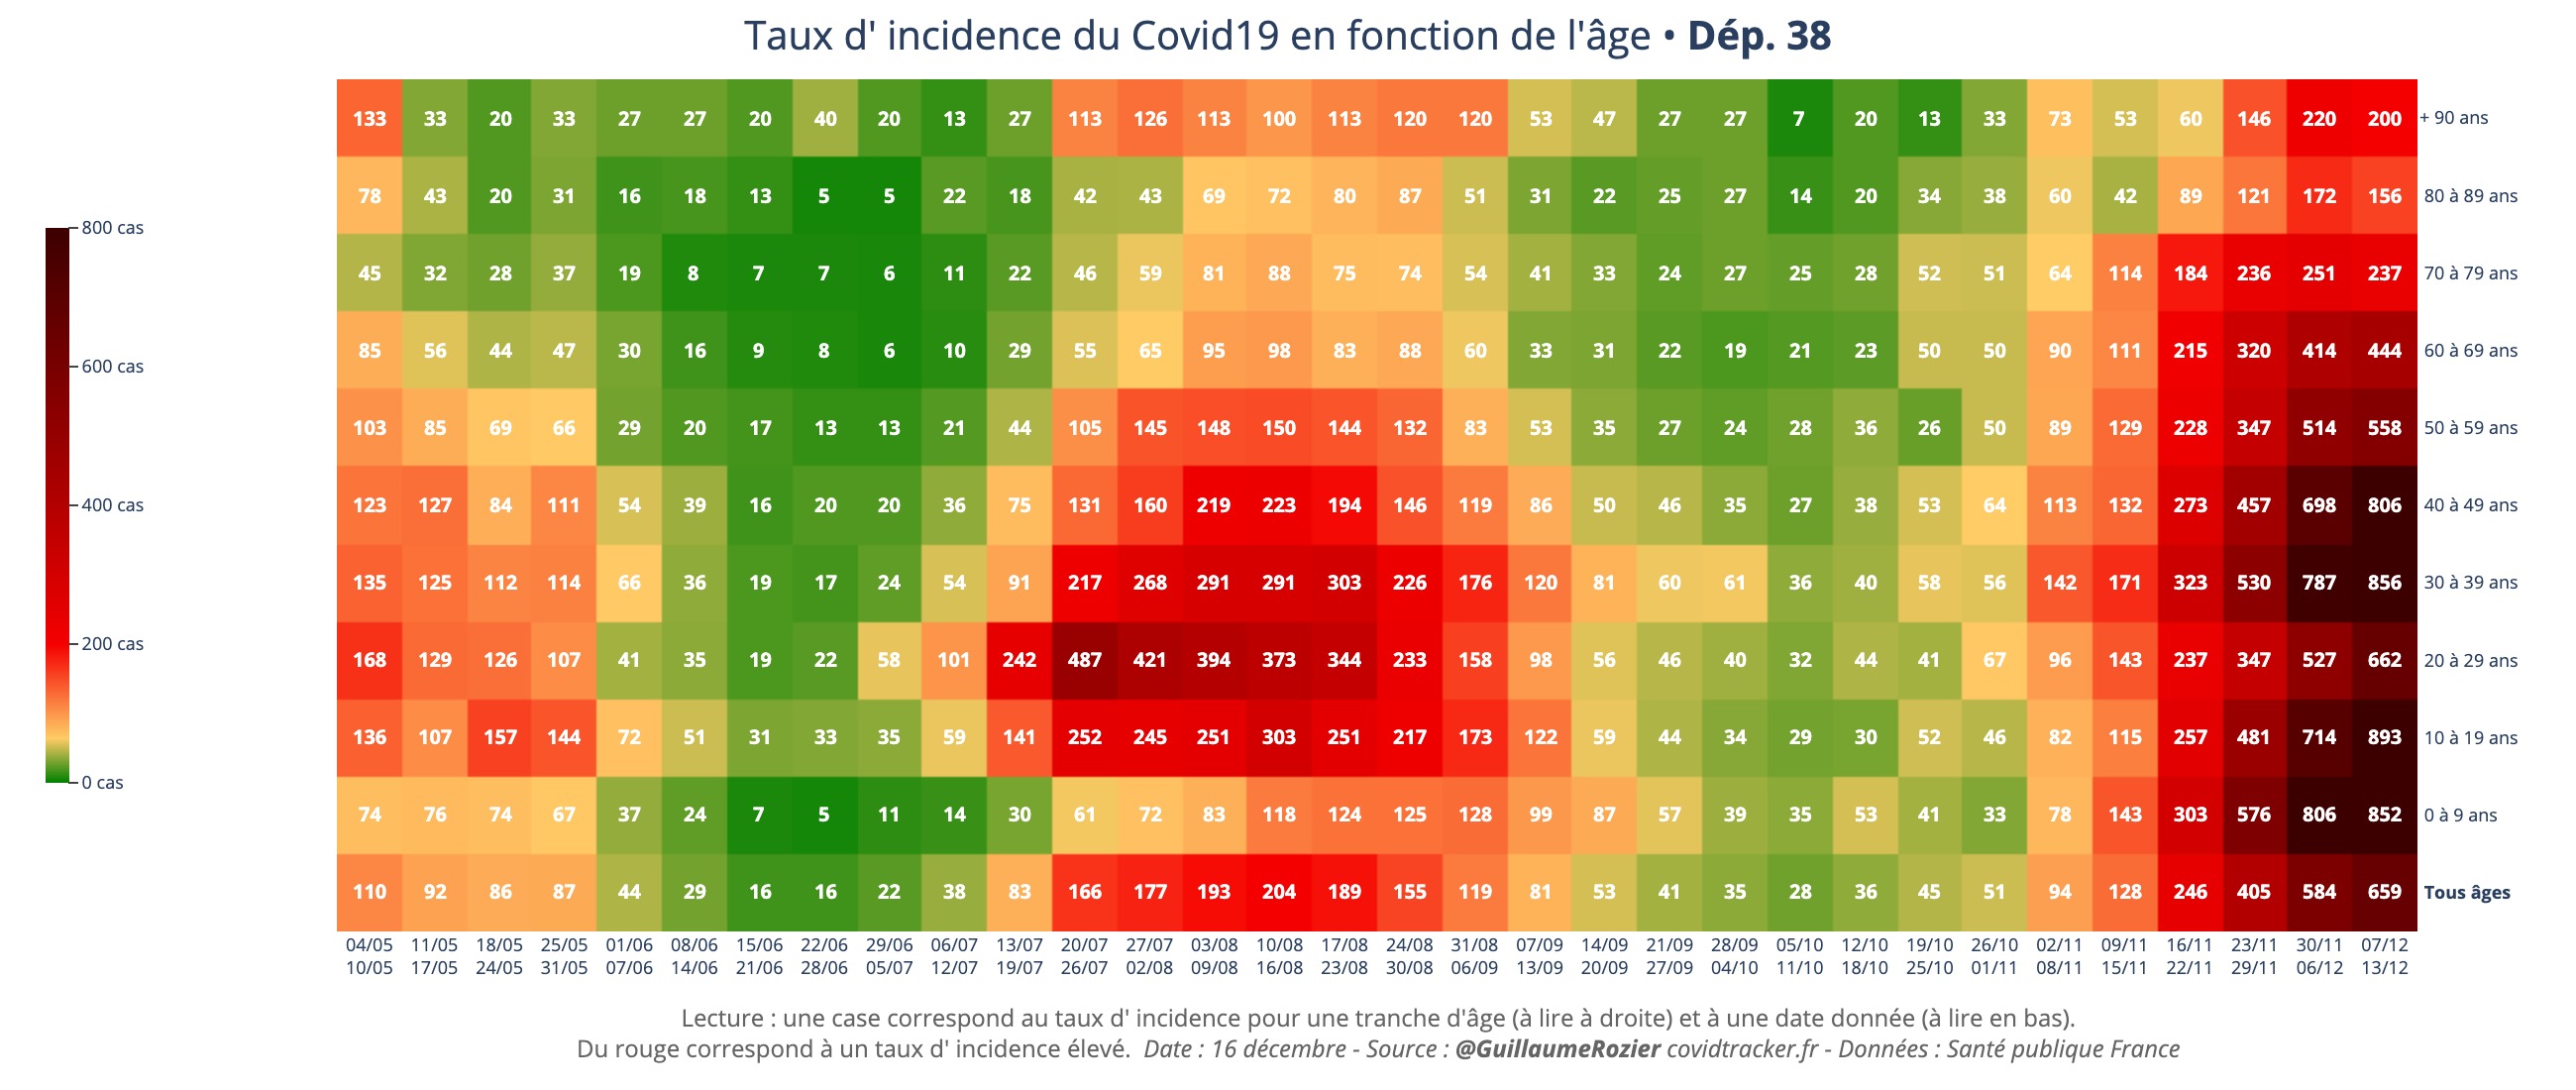 Taux d' incidence du Covid19 en fonction de l'âge • Dép. 38
133 33 20 33 27 27 20 40 20 13 27 113 126 113 100 113 120 120 53 47 27 27 7 20 13 33 73 53 60 146 220 200 + 90 ans
78 43 20 31 16 18 13 5 5 22 18 42 43 69 72 80 87 51 31 22 25 27 14 20 34 38 60 42 89 121 172 156 80 à 89 ans
45 32 28 37 19 8 7 7 6 11 22 46 59 81 88 75 74 54 41 33 24 27 25 28 52 51 64 114 184 236 251 237 70 à 79 ans
85 56 44 47 30 16 9 8 6 10 29 55 65 95 98 83 88 60 33 31 22 19 21 23 50 50 90 111 215 320 414 444 60 à 69 ans
103 85 69 66 29 20 17 13 13 21 44 105 145 148 150 144 132 83 53 35 27 24 28 36 26 50 89 129 228 347 514 558 50 à 59 ans
123 127 84 111 54 39 16 20 20 36 75 131 160 219 223 194 146 119 86 50 46 35 27 38 53 64 113 132 273 457 698 806 40 à 49 ans
135 125 112 114 66 36 19 17 24 54 91 217 268 291 291 303 226 176 120 81 60 61 36 40 58 56 142 171 323 530 787 856 30 à 39 ans
168 129 126 107 41 35 19 22 58 101 242 487 421 394 373 344 233 158 98 56 46 40 32 44 41 67 96 143 237 347 527 662 20 à 29 ans
136 107 157 144 72 51 31 33 35 59 141 252 245 251 303 251 217 173 122 59 44 34 29 30 52 46 82 115 257 481 714 893 10 à 19 ans
74 76 74 67 37 24 7 5 11 14 30 61 72 83 118 124 125 128 99 87 57 39 35 53 41 33 78 143 303 576 806 852 0 à 9 ans
110 92 86 87 44 29 16 16 22 38 83 166 177 193 204 189 155 119 81 53 41 35 28 36 45 51 94 128 246 405 584 659 Tous âges
04/05 11/05 18/05 25/05 01/06 08/06 15/06 22/06 29/06 06/07 13/07 20/07 27/07 03/08 10/08 17/08 24/08 31/08 07/09 14/09 21/09 28/09 05/10 12/10 19/10 26/10 02/11 09/11 16/11 23/11 30/11 07/12
10/05 17/05 24/05 31/05 07/06 14/06 21/06 28/06 05/07 12/07 19/07 26/07 02/08 09/08 16/08 23/08 30/08 06/09 13/09 20/09 27/09 04/10 11/10 18/10 25/10 01/11 08/11 15/11 22/11 29/11 06/12 13/12
800 cas
600 cas
400 cas
200 cas
0 cas
Lecture : une case correspond au taux d' incidence pour une tranche d'âge (à lire à droite) et à une date donnée (à lire en bas).
Du rouge correspond à un taux d' incidence élevé. Date : 16 décembre - Source : @GuillaumeRozier covidtracker.fr - Données : Santé publique France